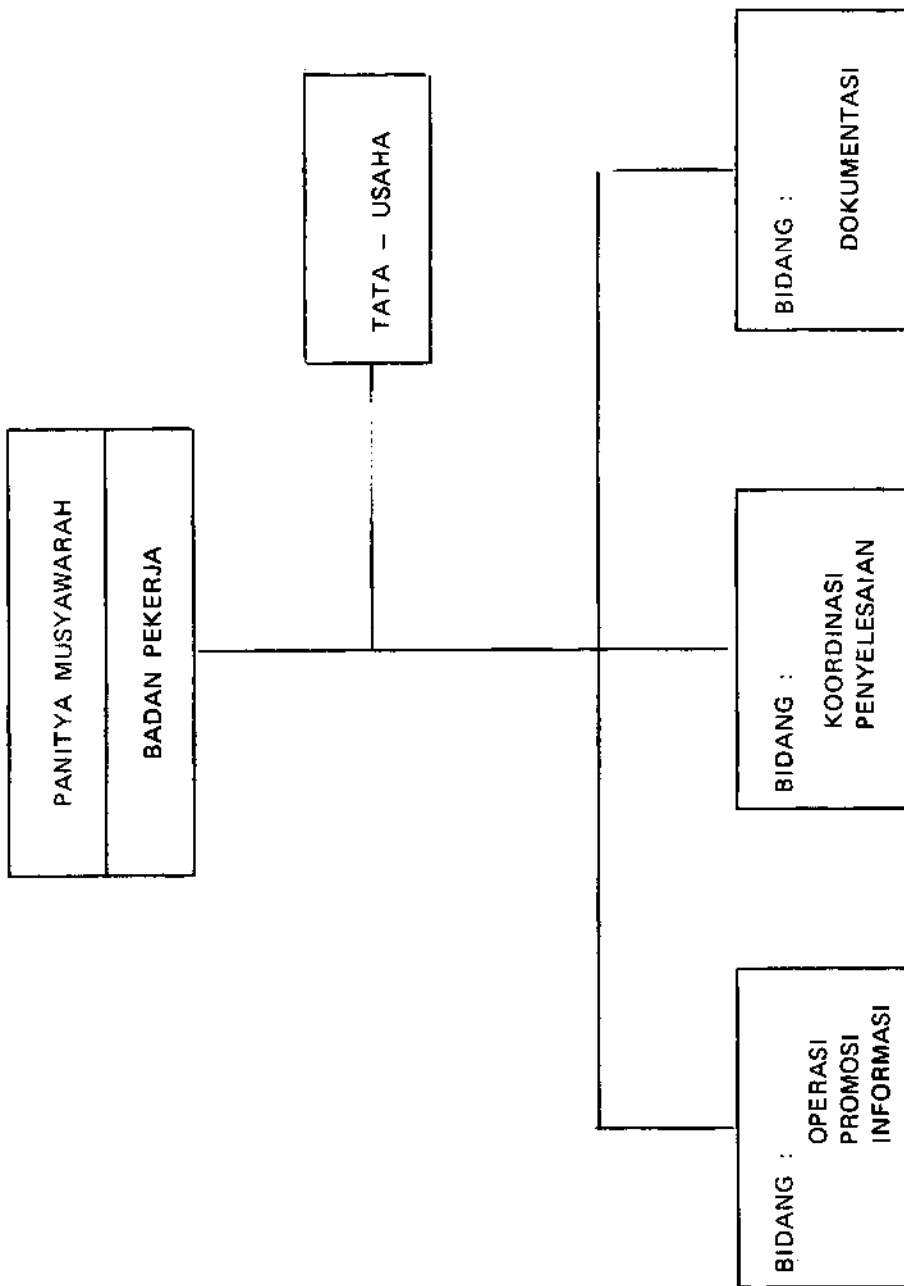 PANITYA MUSYAWARAH
BADAN PEKERJA
TATA – USAHA
BIDANG :
OPERASI
PROMOSI
INFORMASI
BIDANG :
KOORDINASI
PENYELESAIAN
BIDANG :
DOKUMENTASI